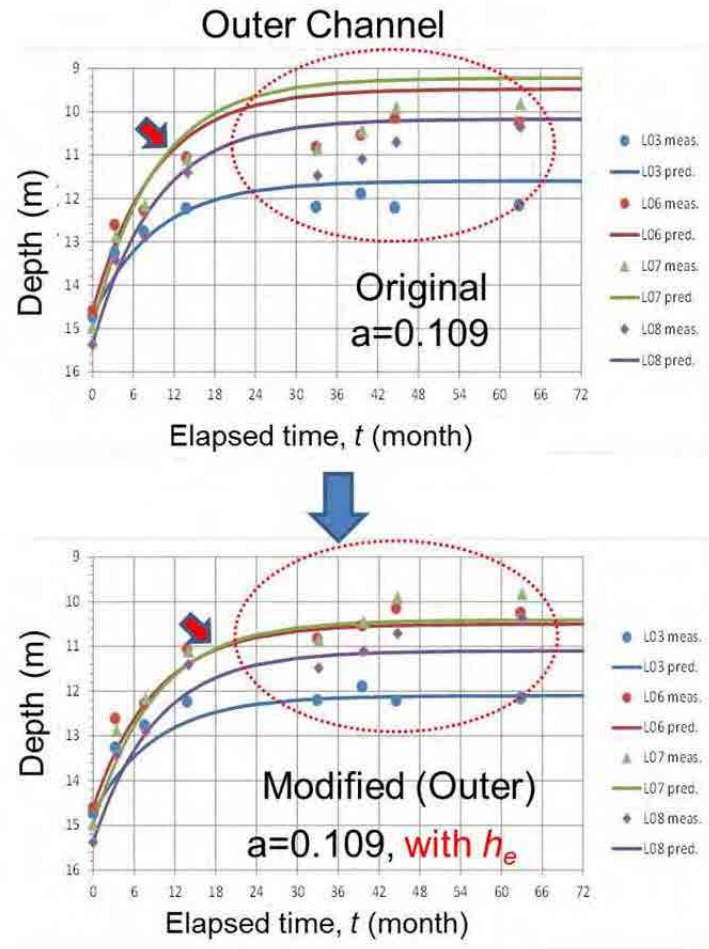 Outer Channel
9
10
11
12
13
14
15
16
Depth (m)
Original
a=0.109
0 6 12 18 24 30 36 42 48 54 60 66 72
Elapsed time, t (month)
L03 meas.
L03 pred.
L06 meas.
L06 pred.
L07 meas.
L07 pred.
L08 meas.
L08 pred.
9
10
11
12
13
14
15
16
Depth (m)
Modified (Outer)
a=0.109, with he
0 6 12 18 24 30 36 42 48 54 60 66 72
Elapsed time, t (month)
L03 meas.
L03 pred.
L06 meas.
L06 pred.
L07 meas.
L07 pred.
L08 meas.
L08 pred.